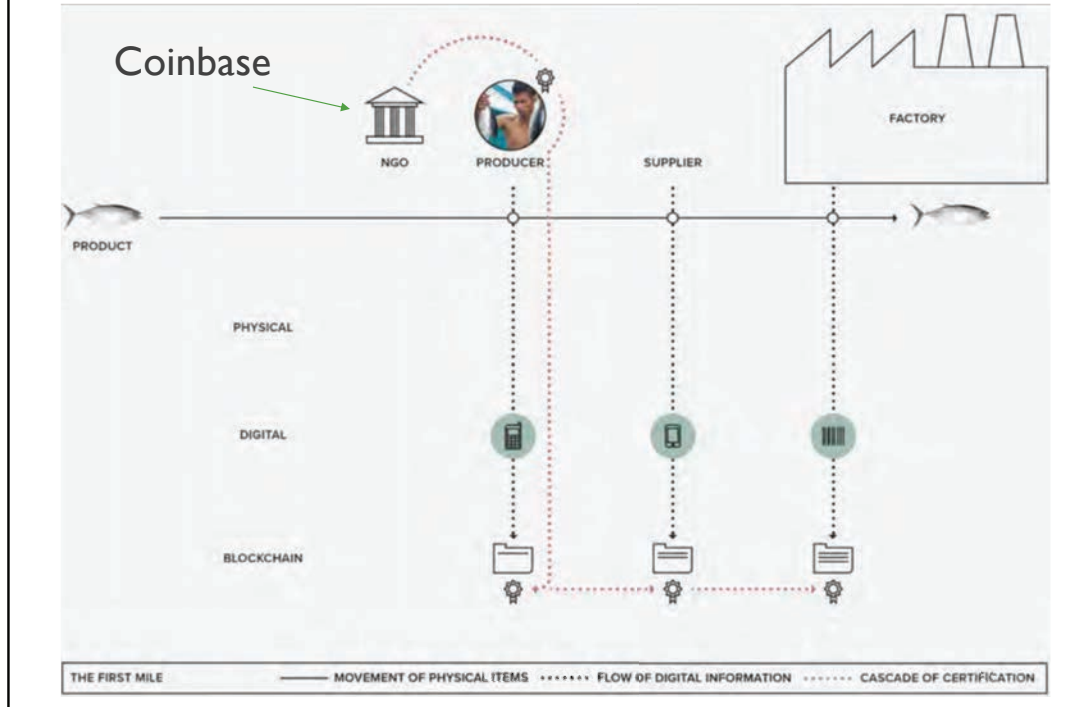 Coinbase
FACTORY
NGO
PRODUCER
SUPPLIER
PRODUCT
PHYSICAL
DIGITAL
BLOCKCHAIN
THE FIRST MILE MOVEMENT OF PHYSICAL ITEMS FLOW OF DIGITAL INFORMATION CASCADE OF CERTIFICATION